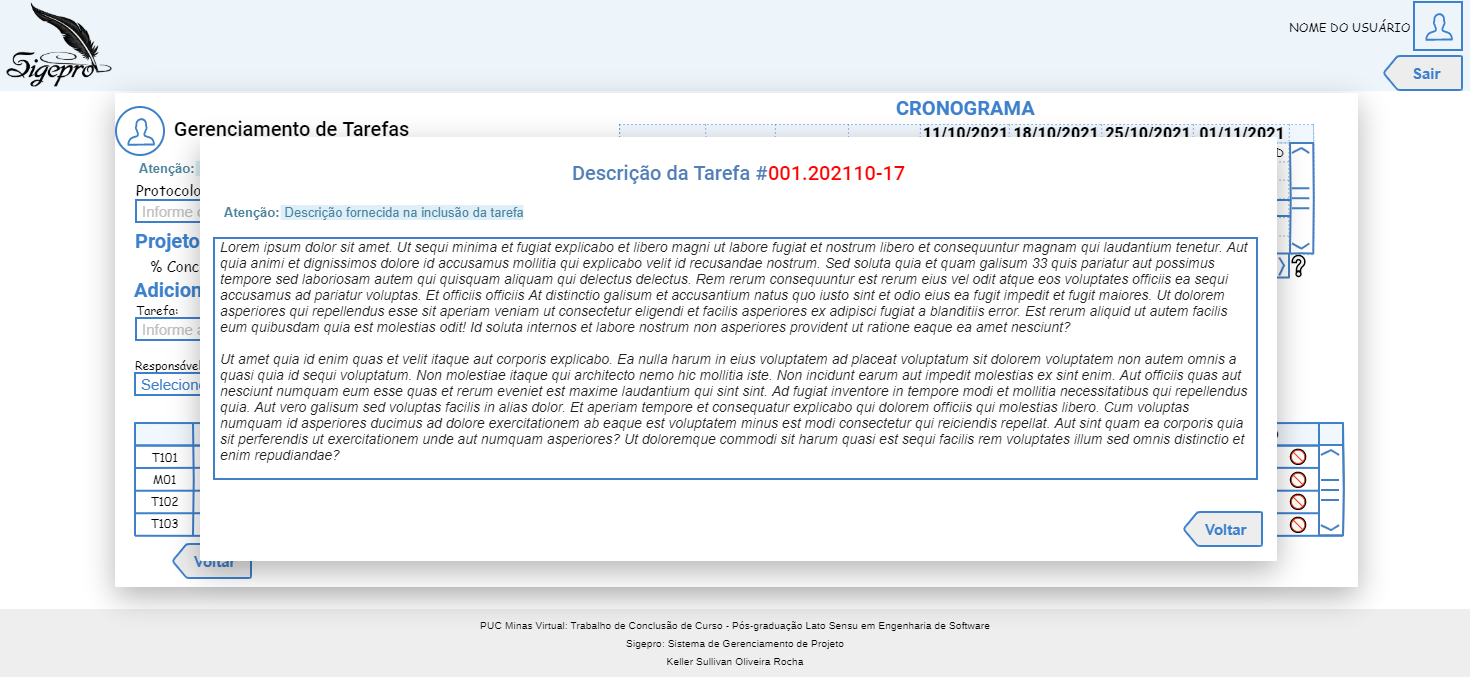 Sigepro
NOME DO USUÁRIO
Sair
CRONOGRAMA
Gerenciamento de Tarefas
11/10/2021 18/10/2021 25/10/2021 01/11/2021
Atenção:
Protocolo
Informe
Projeto
% Conc
Adicion
Tarefa:
Informe a
Responsável
Selecione
T101
M01
T102
T103
Voltar
Descrição da Tarefa #001.202110-17
Atenção: Descrição fornecida na inclusão da tarefa
Lorem ipsum dolor sit amet. Ut sequi minima et fugiat explicabo et libero magni ut labore fugiat et nostrum libero et consequuntur magnam qui laudantium tenetur. Aut
quia animi et dignissimos dolore id accusamus mollitia qui explicabo velit id recusandae nostrum. Sed soluta quia et quam galisum 33 quis pariatur aut possimus
tempore sed laboriosam autem qui quisquam aliquam qui delectus delectus. Rem rerum consequuntur est rerum eius vel odit atque eos voluptates officiis ea sequi
accusamus ad pariatur voluptas. Et officiis officiis At distinctio galisum et accusantium natus quo iusto sint et odio eius ea fugit impedit et fugit maiores. Ut dolorem
asperiores qui repellendus esse sit aperiam veniam ut consectetur eligendi et facilis asperiores ex adipisci fugiat a blanditiis error. Est rerum aliquid ut autem facilis
eum quibusdam quia est molestias odit! Id soluta internos et labore nostrum non asperiores provident ut ratione eaque ea amet nesciunt?
Ut amet quia id enim quas et velit itaque aut corporis explicabo. Ea nulla harum in eius voluptatem ad placeat voluptatum sit dolorem voluptatem non autem omnis a
quasi quia id sequi voluptatum. Non molestiae itaque qui architecto nemo hic mollitia iste. Non incidunt earum aut impedit molestias ex sint enim. Aut officiis quas aut
nesciunt numquam eum esse quas et rerum eveniet est maxime laudantium qui sint sint. Ad fugiat inventore in tempore modi et mollitia necessitatibus qui repellendus
quia. Aut vero galisum sed voluptas facilis in alias dolor. Et aperiam tempore et consequatur explicabo qui dolorem officiis qui molestias libero. Cum voluptas
numquam id asperiores ducimus ad dolore exercitationem ab eaque est voluptatem minus est modi consectetur qui reiciendis repellat. Aut sint quam ea corporis quia
sit perferendis ut exercitationem unde aut numquam asperiores? Ut doloremque commodi sit harum quasi est sequi facilis rem voluptates illum sed omnis distinctio et
enim repudiandae?
Voltar
PUC Minas Virtual: Trabalho de Conclusão de Curso - Pós-graduação Lato Sensu em Engenharia de Software
Sigepro: Sistema de Gerenciamento de Projeto
Keller Sullivan Oliveira Rocha